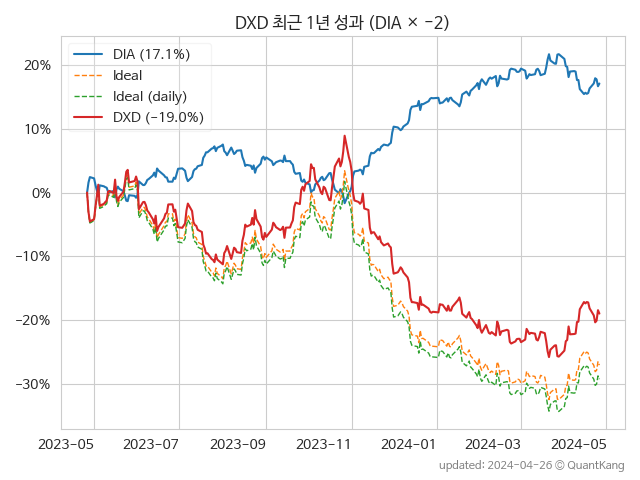 DXD 최근 1년 성과 (DIA × −2)
DIA (17.1%)
Ideal
Ideal (daily)
DXD (−19.0%)
20%
10%
0%
−10%
−20%
−30%
2023-05
2023-07
2023-09
2023-11
2024-01
2024-03
2024-05
updated: 2024-04-26 ⓒ QuantKang